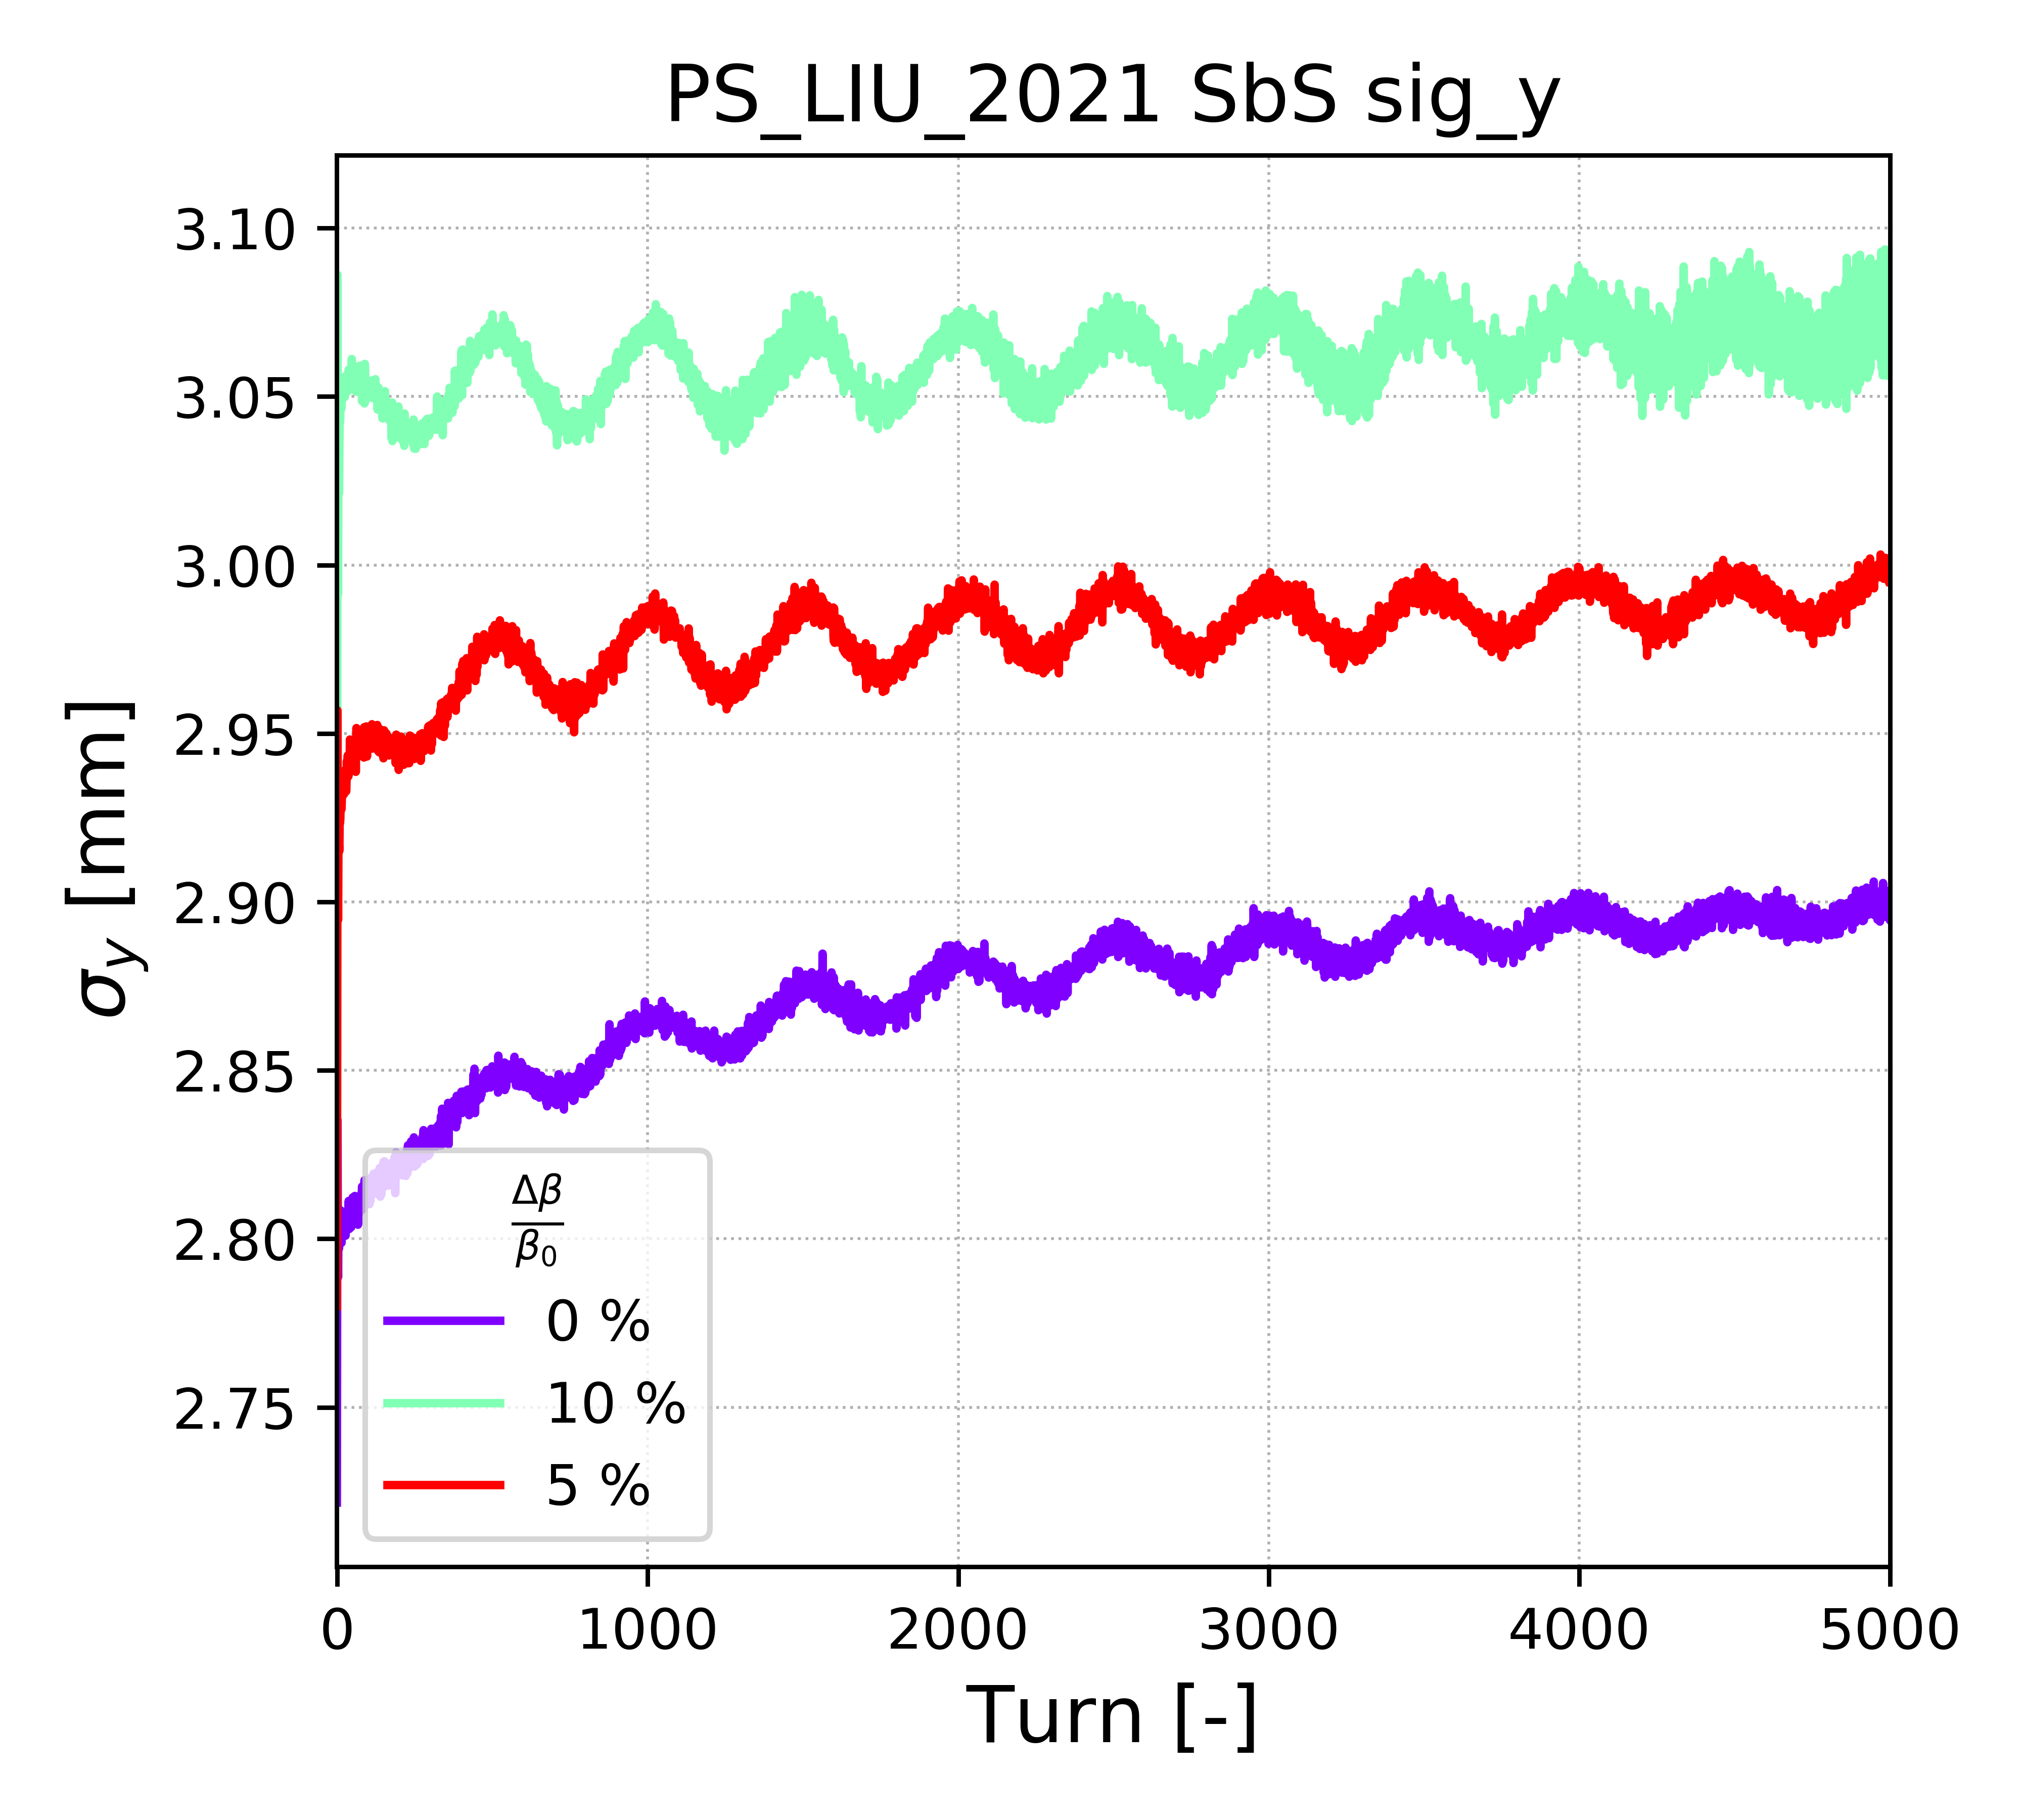 PS_LIU_2021 SbS sig_y
3.10
3.05
3.00
2.95
2.90
2.85
2.80
2.75
σy [mm]
Δβ
β0
0 %
10 %
5 %
0 1000 2000 3000 4000 5000
Turn [-]